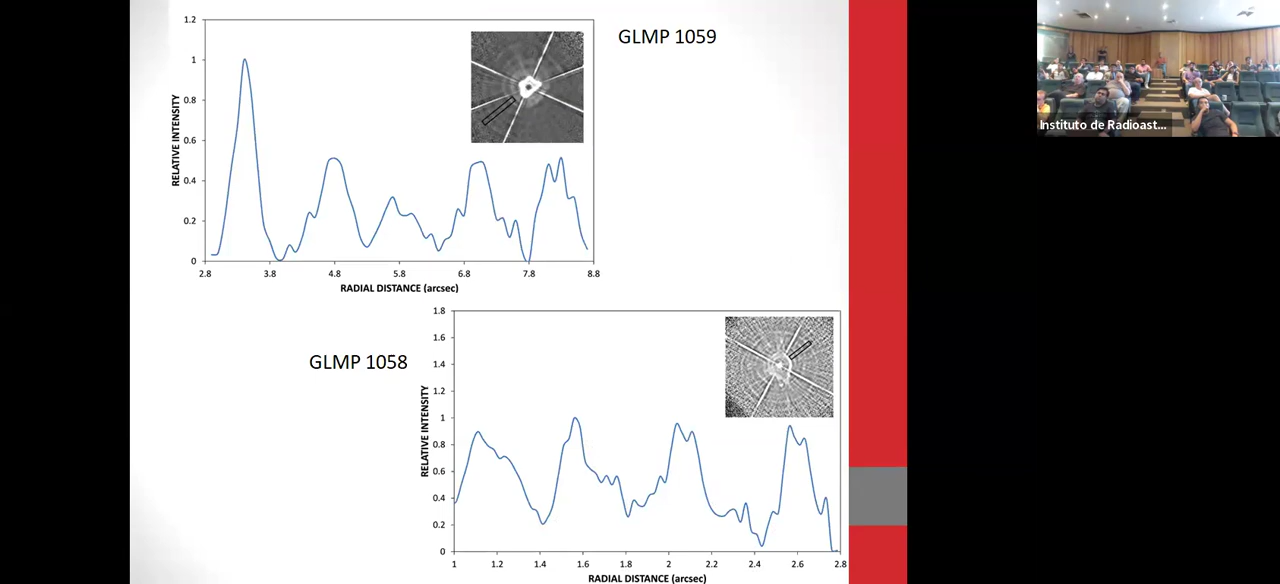 GLMP 1059
1.2
1
0.8
0.6
0.4
0.2
0
RELATIVE INTENSITY
2.8 3.8 4.8 5.8 6.8 7.8 8.8
RADIAL DISTANCE (arcsec)
Instituto de Radioast...
GLMP 1058
1.8
1.6
1.4
1.2
1
0.8
0.6
0.4
0.2
0
RELATIVE INTENSITY
1 1.2 1.4 1.6 1.8 2 2.2 2.4 2.6 2.8
RADIAL DISTANCE (arcsec)